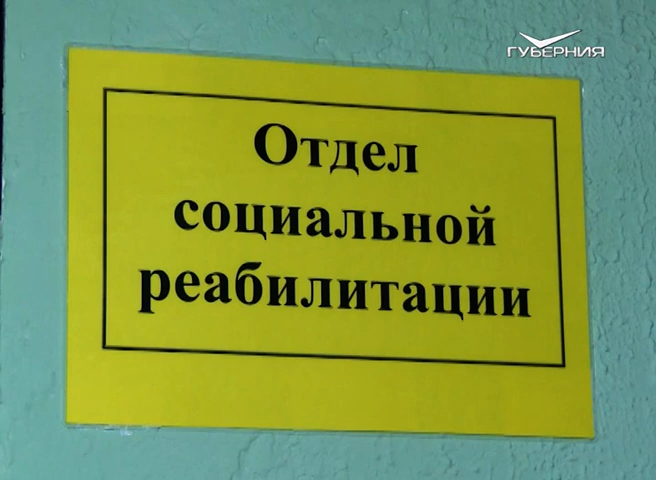 ГУБЕРНИЯ
Отдел
социальной
реабилитации